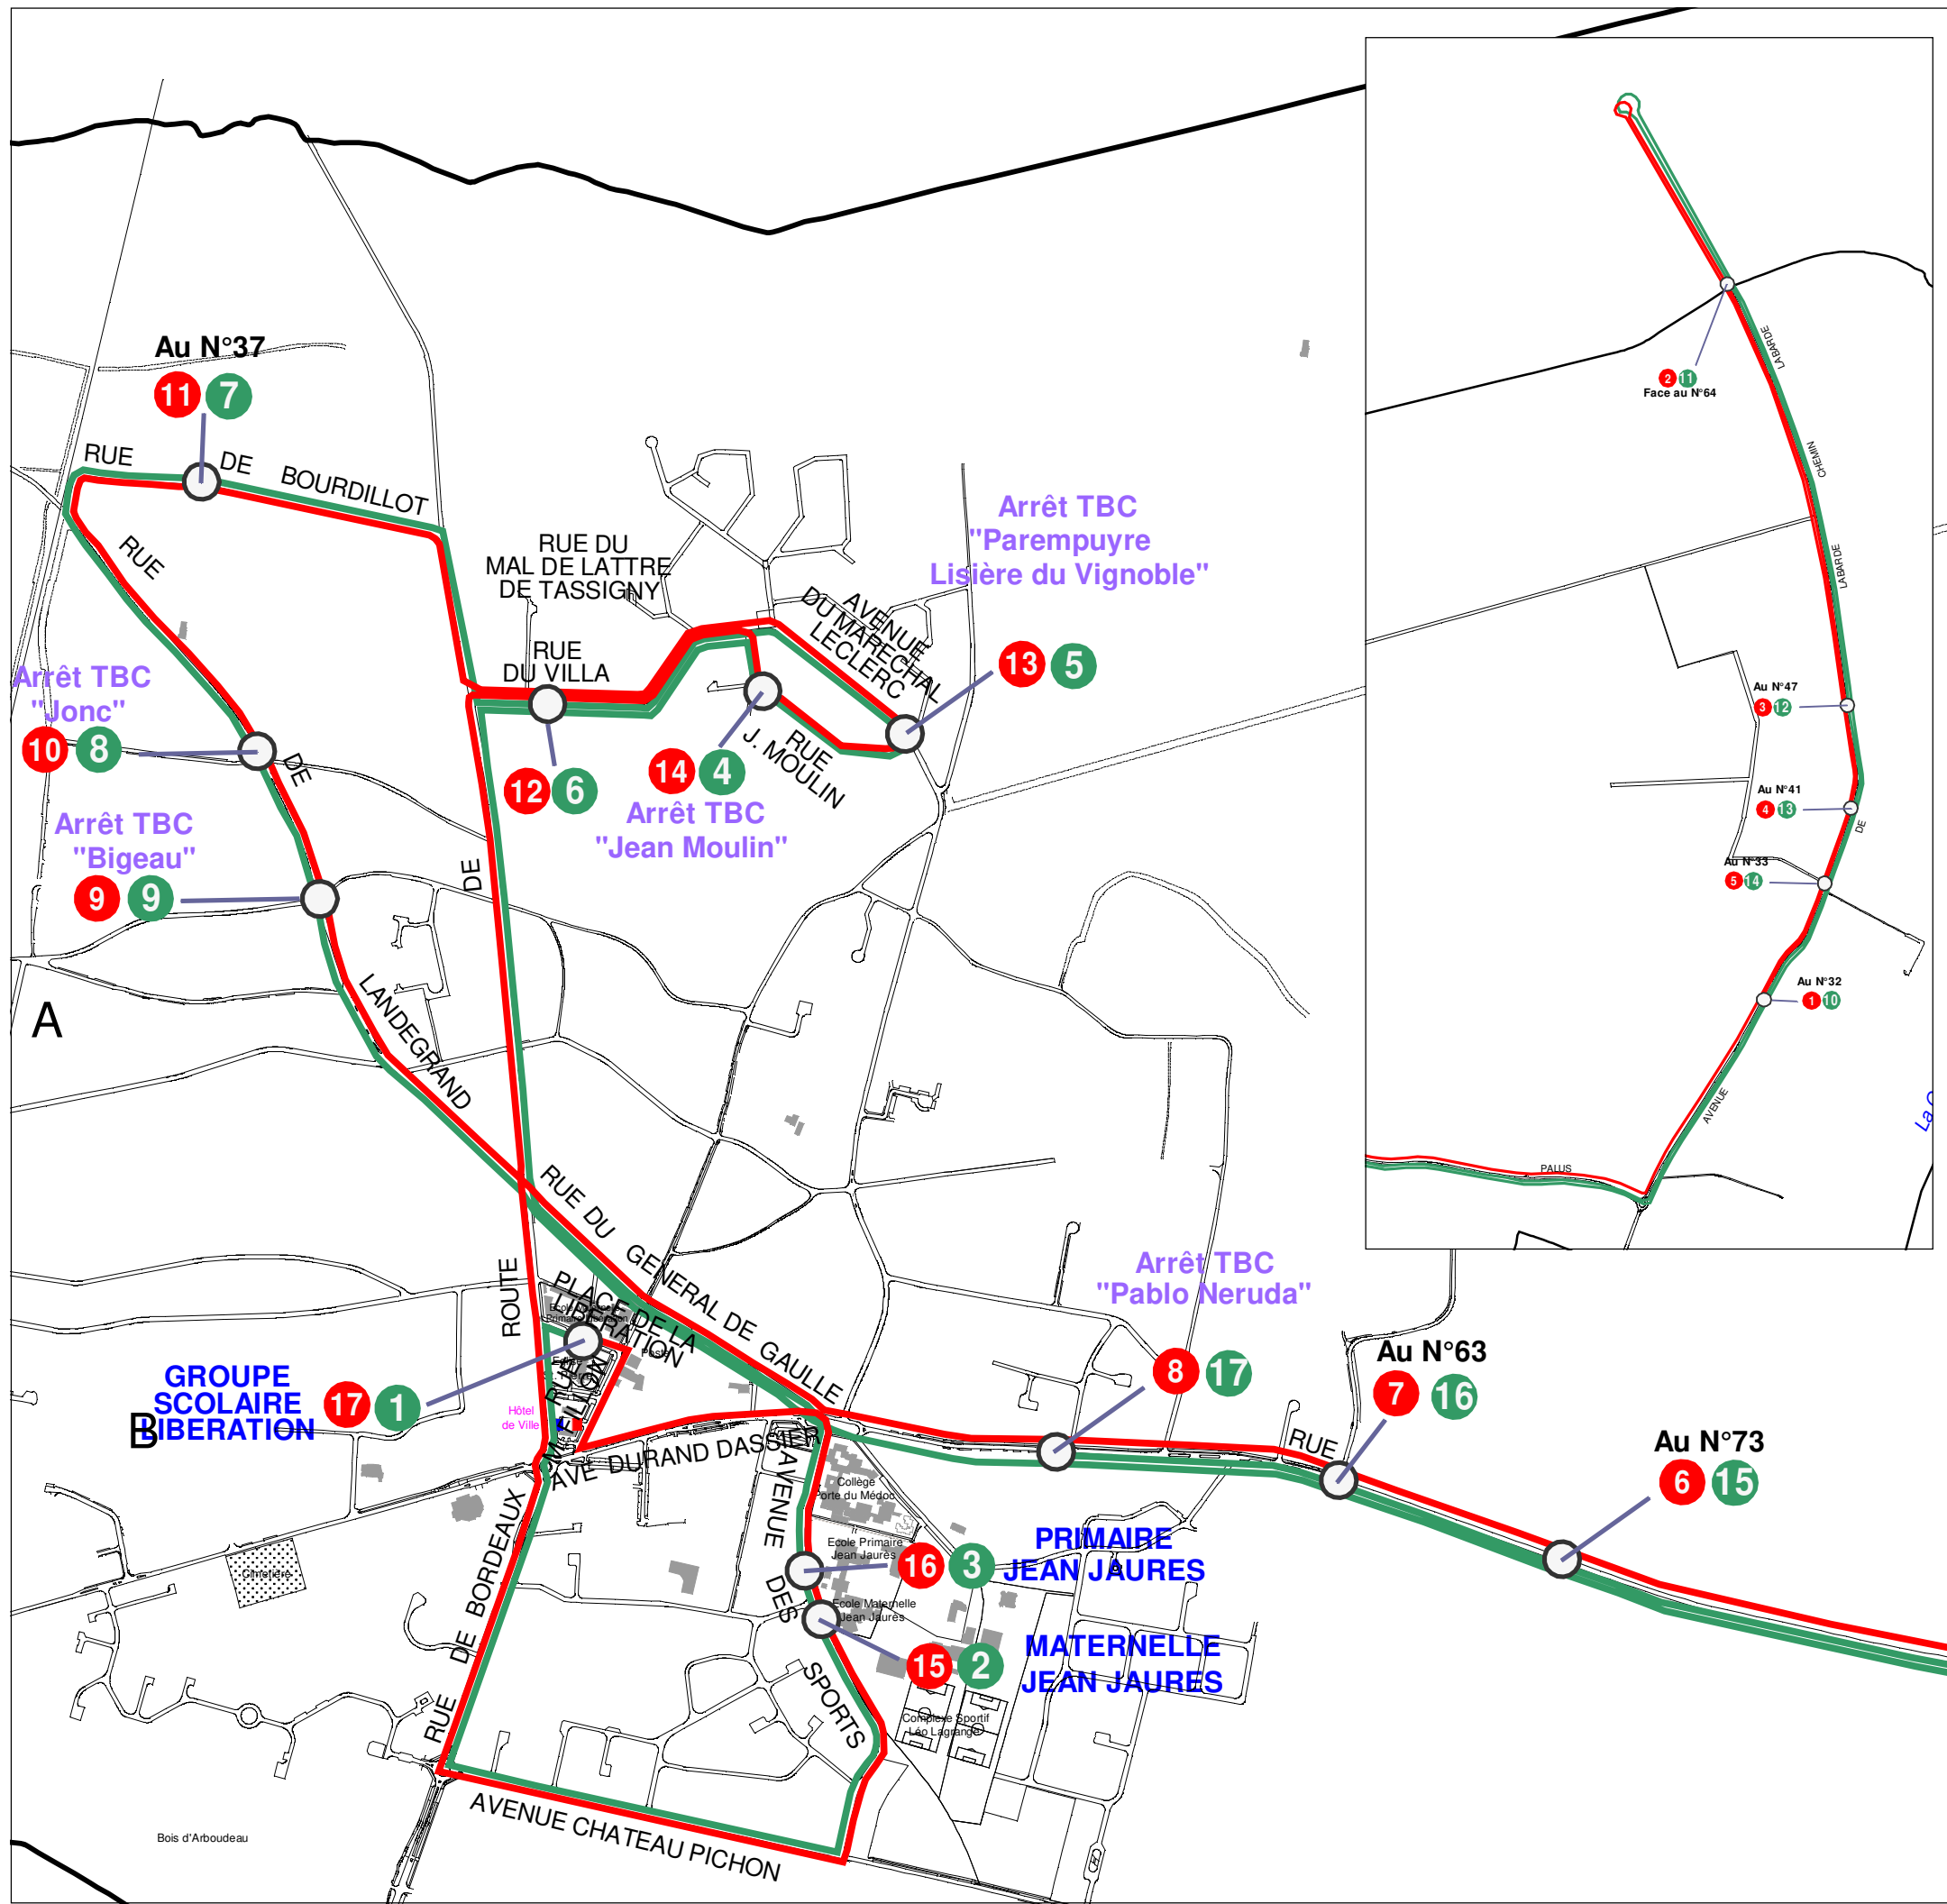 Au N°37
11 7
RUE DE BOURDILLOT
RUE
RUE DU
MAL DE LATTRE
DE TASSIGNY
Arrêt TBC
"Parempuyre
Lisière du Vignoble"
AVENUE
DU MARECHAL
LECLERC
13 5
RUE
DU VILLA
Arrêt TBC
"Jonc"
10 8
DE
12 6
14 4
RUE
J. MOULIN
Arrêt TBC
"Jean Moulin"
Arrêt TBC
"Bigeau"
9 9
DE
A
LANDEGRAND
2 11
Face au N°64
LABARDE
CHEMIN
LABARDE
Au N°47
3 12
Au N°41
4 13
DE
Au N°33
5 14
Au N°32
1 10
AVENUE
PALUS
RUE DU GENERAL DE GAULLE
ROUTE
PLACE DE LA
LIBERATION
Poste
RUE
Arrêt TBC
"Pablo Neruda"
8 17
Au N°63
7 16
RUE
Au N°73
6 15
GROUPE
SCOLAIRE
LIBERATION
17 1
B
Hôtel
de Ville
AVE DURAND DASSIER
AVENUE
DES
SPORTS
Collège
Porte du Médoc
Ecole Primaire
Jean Jaurès
16 3
PRIMAIRE
JEAN JAURES
Ecole Maternelle
Jean Jaurès
15 2
MATERNELLE
JEAN JAURES
Complexe Sportif
Léo Lagrange
Cimetière
RUE DE BORDEAUX
AVENUE CHATEAU PICHON
Bois d'Arboudeau